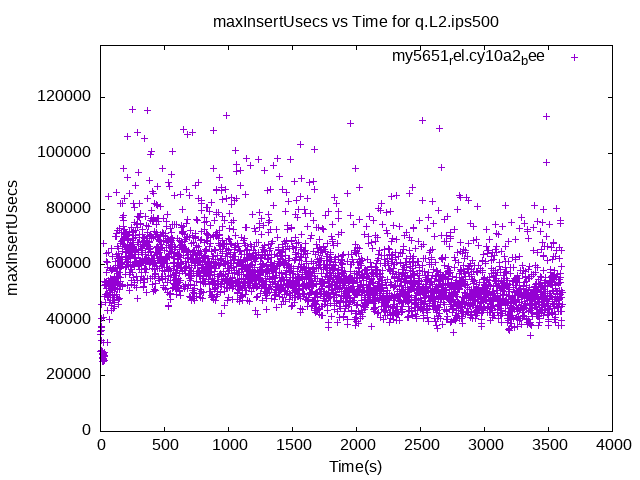 maxInsertUsecs vs Time for q.L2.ips500
my5651rel.cy10a2bee
120000
100000
80000
60000
40000
20000
0
maxInsertUsecs
0 500 1000 1500 2000 2500 3000 3500 4000
Time(s)